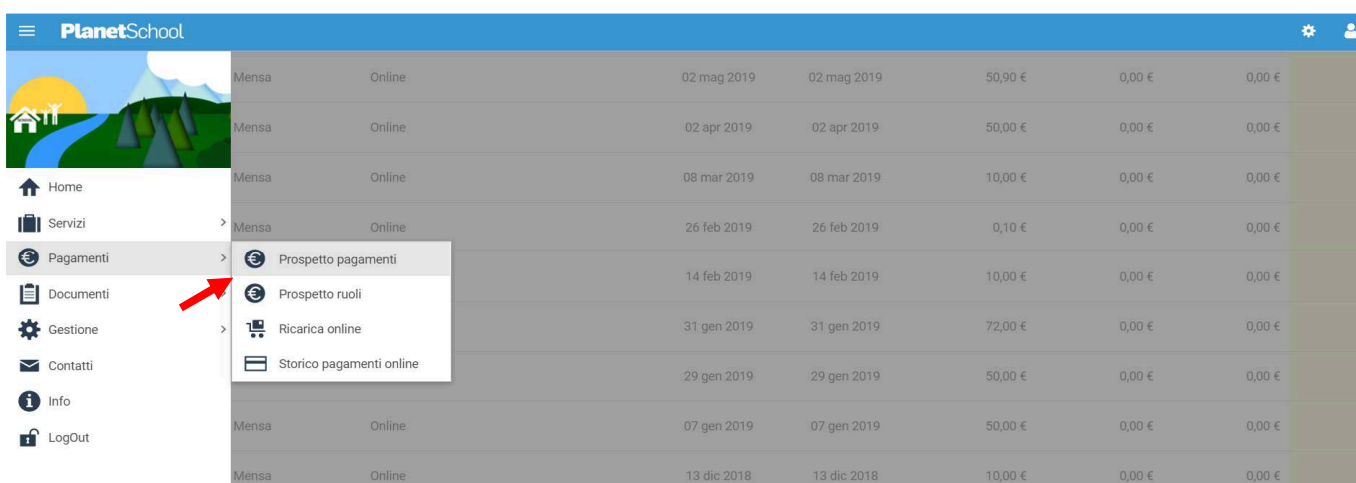 PlanetSchool
Mensa Online 02 mag 2019 02 mag 2019 50,90 € 0,00 € 0,00 €
Mensa Online 02 apr 2019 02 apr 2019 50,00 € 0,00 € 0,00 €
Mensa Online 08 mar 2019 08 mar 2019 10,00 € 0,00 € 0,00 €
Home
Servizi
Mensa Online 26 feb 2019 26 feb 2019 0,10 € 0,00 € 0,00 €
Pagamenti
Prospetto pagamenti
14 feb 2019 14 feb 2019 10,00 € 0,00 € 0,00 €
Documenti
Prospetto ruoli
Gestione
Ricarica online
31 gen 2019 31 gen 2019 72,00 € 0,00 € 0,00 €
Contatti
Storico pagamenti online
29 gen 2019 29 gen 2019 50,00 € 0,00 € 0,00 €
Info
Mensa Online 07 gen 2019 07 gen 2019 50,00 € 0,00 € 0,00 €
LogOut
Mensa Online 13 dic 2018 13 dic 2018 10,00 € 0,00 € 0,00 €